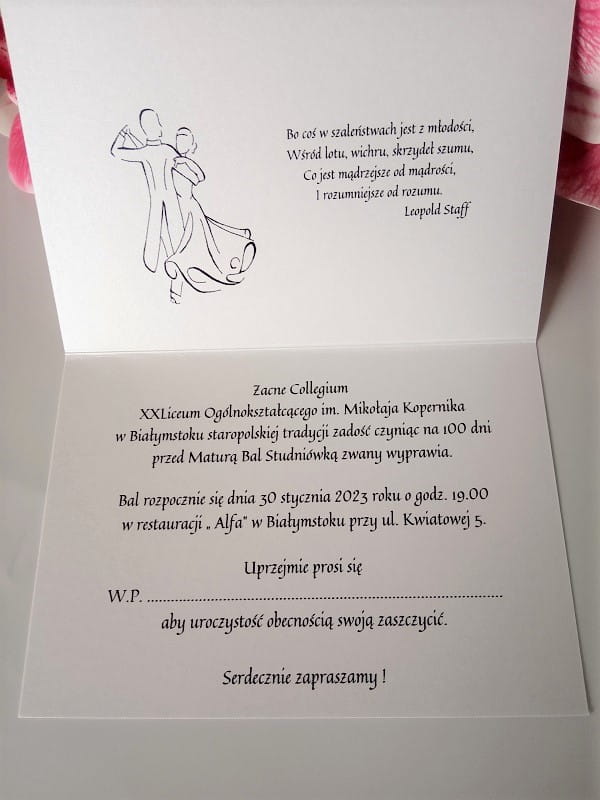 Bo coś w szaleństwach jest z młodości,
Wśród lotu, wichru, skrzydeł szumu,
Co jest mądrzejsze od mądrości,
I rozumniejsze od rozumu.
Leopold Staff
Zacne Collegium
XXLiceum Ogólnokształcącego im. Mikołaja Kopernika
w Białymstoku staropolskiej tradycji zadość czyniąc na 100 dni
przed Maturą Bal Studniówką zwany wyprawia.
Bal rozpocznie się dnia 30 stycznia 2023 roku o godz. 19.00
w restauracji „ Alfa" w Białymstoku przy ul. Kwiatowej 5.
Uprzejmie prosi się
W.P. ..........................................................................................
aby uroczystość obecnością swoją zaszczycić.
Serdecznie zapraszamy !